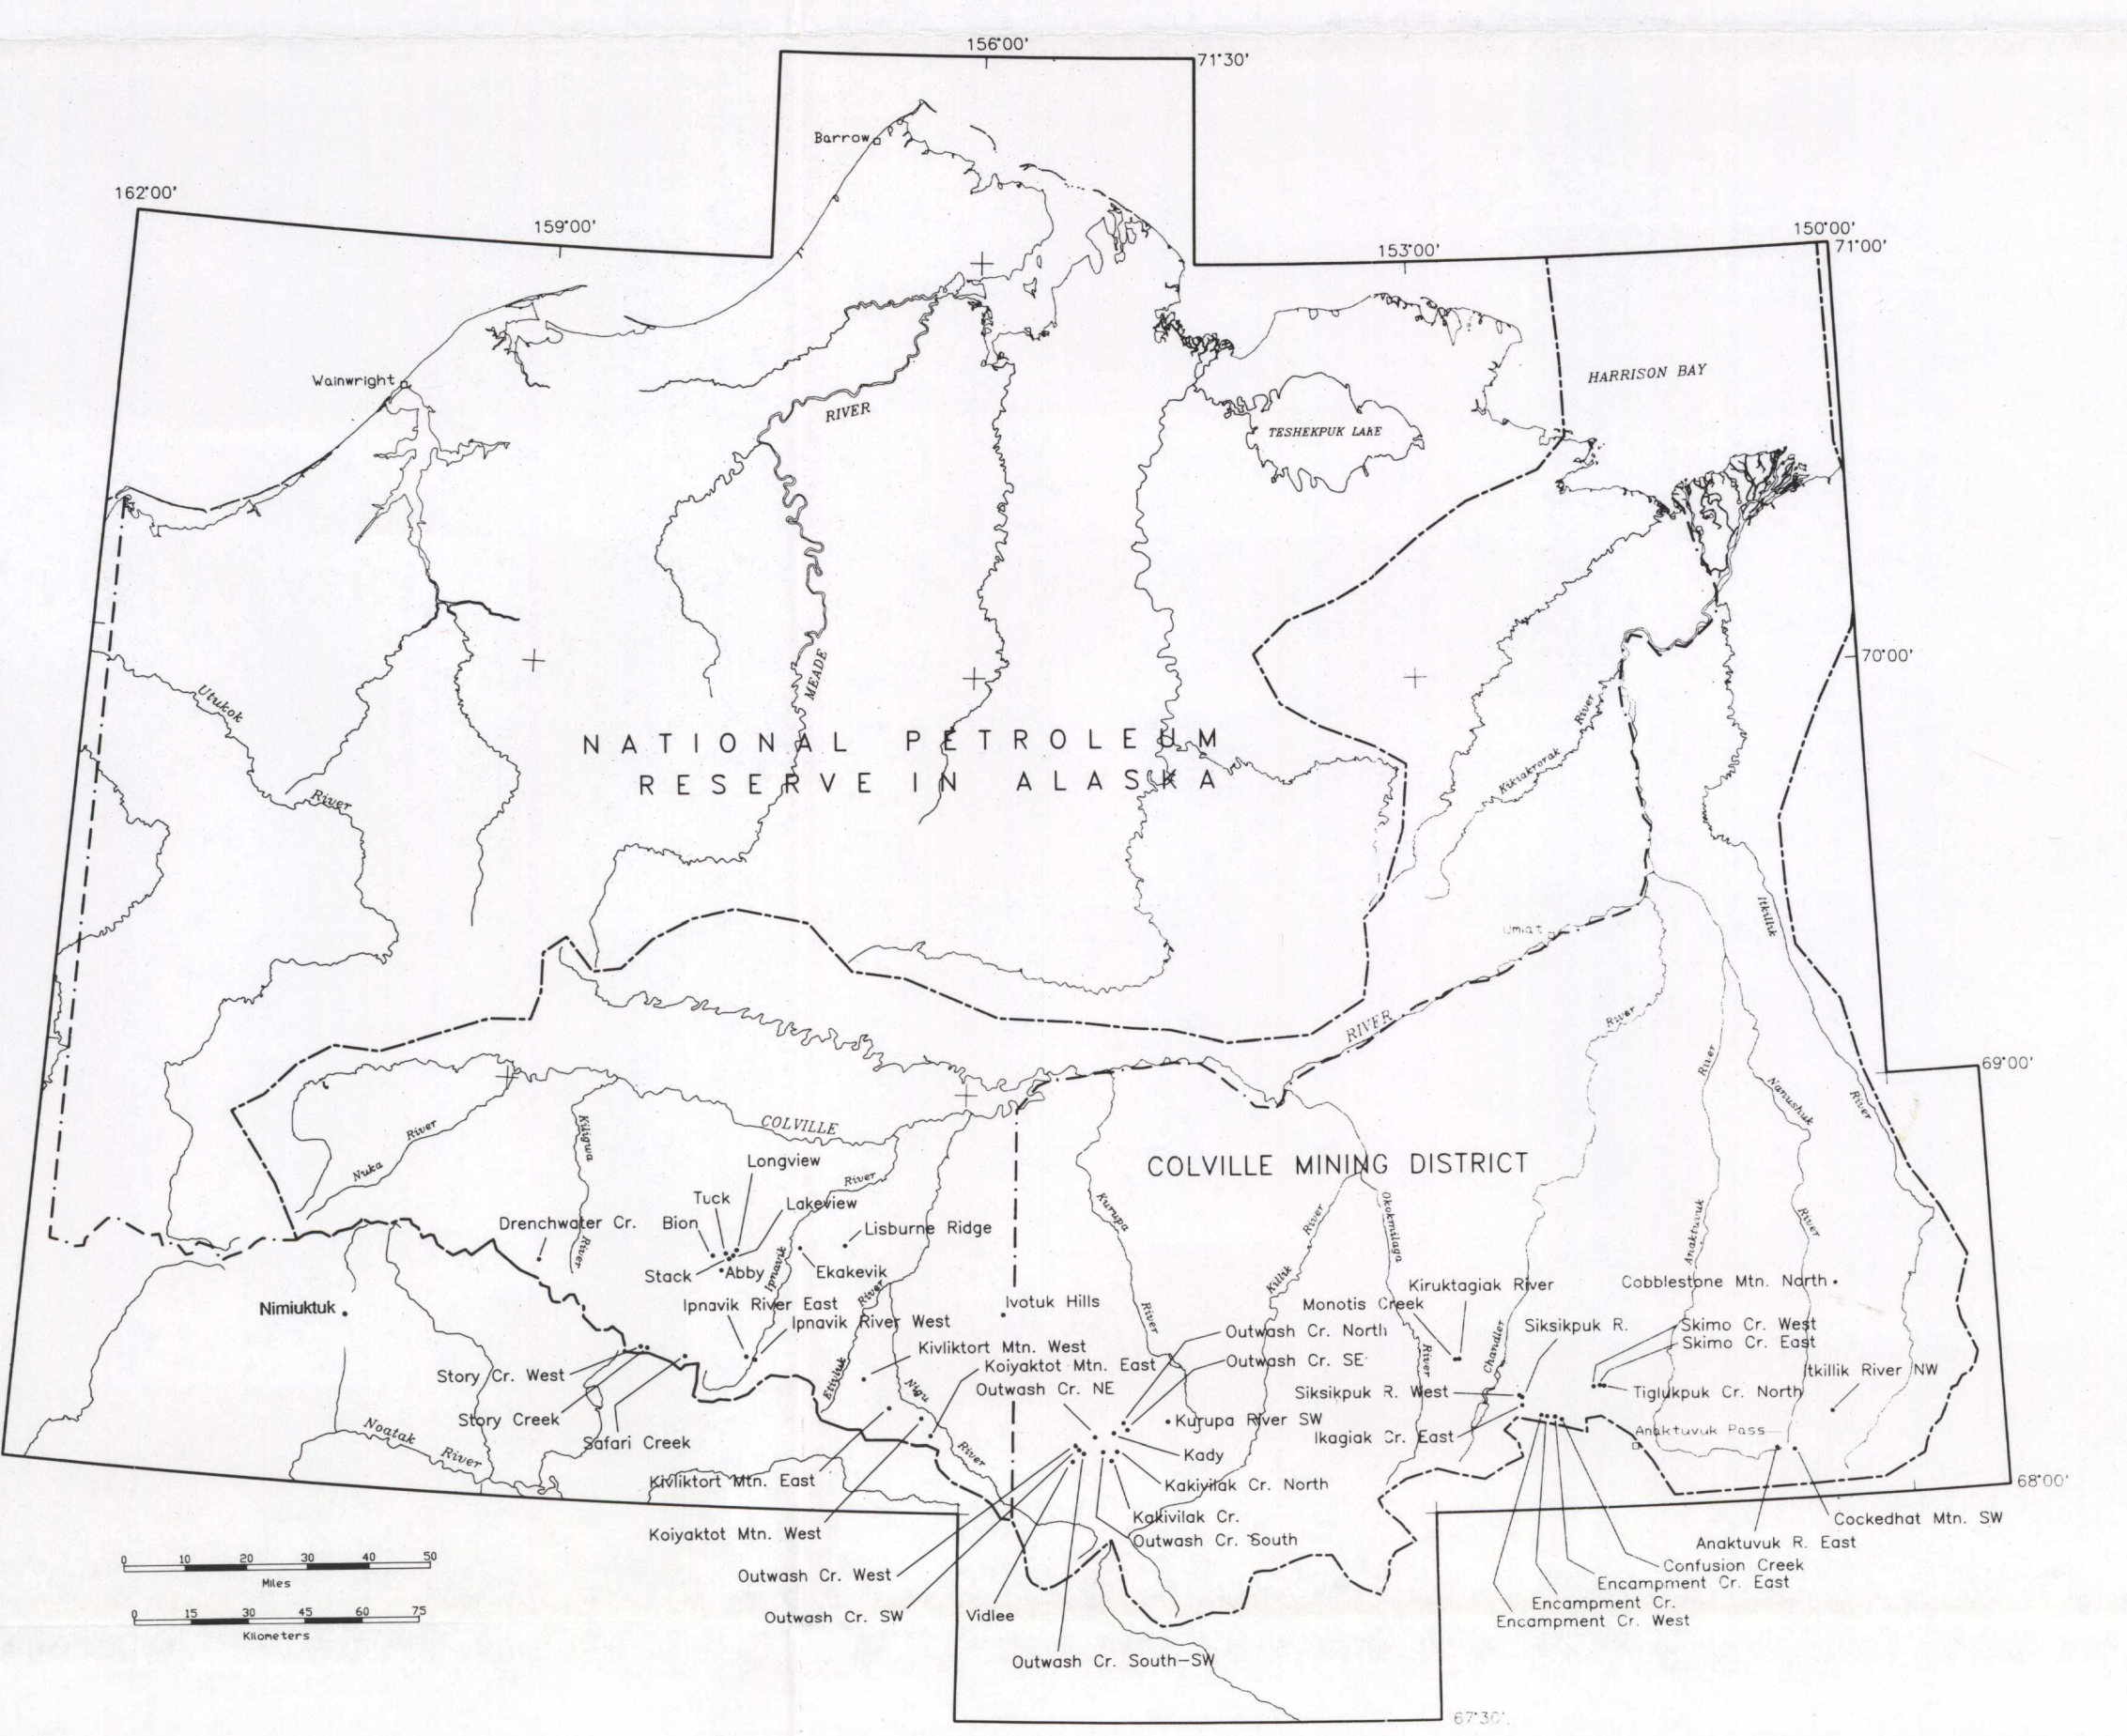 156°00'
71°30'
Barrow
162°00'
159°00'
153°00'
150°00'
71°00'
Wainwright
HARRISON BAY
RIVER
TESHEKPUK LAKE
70°00'
MEADE
Utukok
River
Kikiakrorak
River
NATIONAL PETROLEUM
RESERVE IN ALASKA
Itkillik
Umiat
RIVER
River
River
69°00'
Nanushuk
River
COLVILLE
Kiligwa
River
Nuka
River
Longview
COLVILLE MINING DISTRICT
River
Tuck
Lakeview
Kurupa
Okokmilaga
Anaktuvuk
River
River
Drenchwater Cr.
Bion
Lisburne Ridge
River
Stack
Abby
Ipnavik
Ekakevik
Killik
Kiruktagiak River
Cobblestone Mtn. North
Nimiuktuk
Ipnavik River East
River
Ivotuk Hills
River
Monotis Creek
Ipnavik River West
Outwash Cr. North
Siksikpuk R.
Skimo Cr. West
Skimo Cr. East
Kivliktort Mtn. West
Koiyaktot Mtn. East
Outwash Cr. SE
River
Chandler
Itkillik River NW
Story Cr. West
Etivluk
Nigu
Outwash Cr. NE
Siksikpuk R. West
Tiglukpuk Cr. North
Story Creek
Kurupa River SW
Ikagiak Cr. East
Anaktuvuk Pass
Noatak
River
Safari Creek
River
Kady
Kivliktort Mtn. East
Kakivilak Cr. North
68°00'
Kakivilak Cr.
Cockedhat Mtn. SW
Koiyaktot Mtn. West
Outwash Cr. South
Anaktuvuk R. East
0 10 20 30 40 50
Miles
Outwash Cr. West
Confusion Creek
Encampment Cr. East
0 15 30 45 60 75
Kilometers
Outwash Cr. SW
Vidlee
Encampment Cr.
Encampment Cr. West
Outwash Cr. South-SW
67°30'